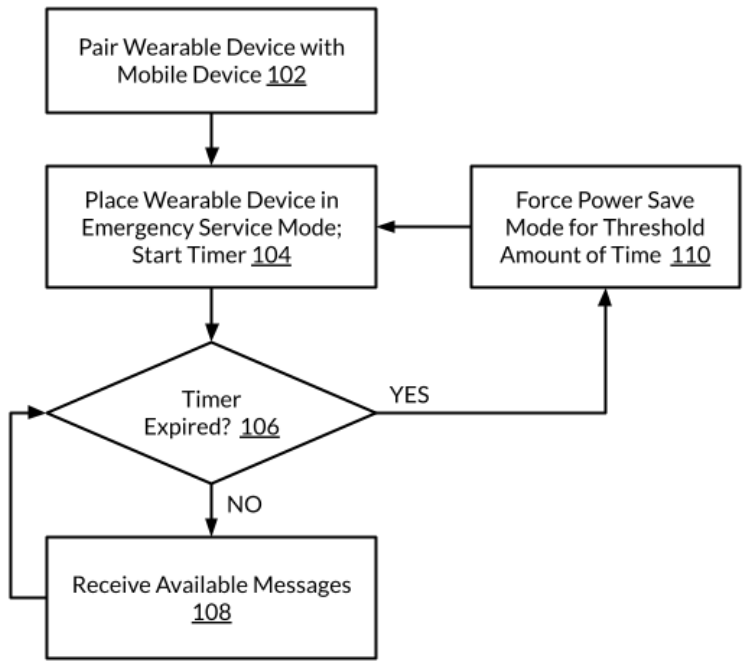 Pair Wearable Device with
Mobile Device 102
Place Wearable Device in
Emergency Service Mode;
Start Timer 104
Force Power Save
Mode for Threshold
Amount of Time 110
Timer
Expired? 106
YES
NO
Receive Available Messages
108